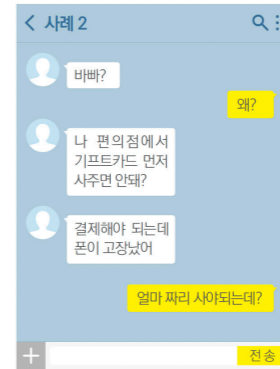 사례 2
바빠?
왜?
나 편의점에서
기프트카드 먼저
사주면 안돼?
결제해야 되는데
폰이 고장났어
얼마 짜리 사야되는데?
전송